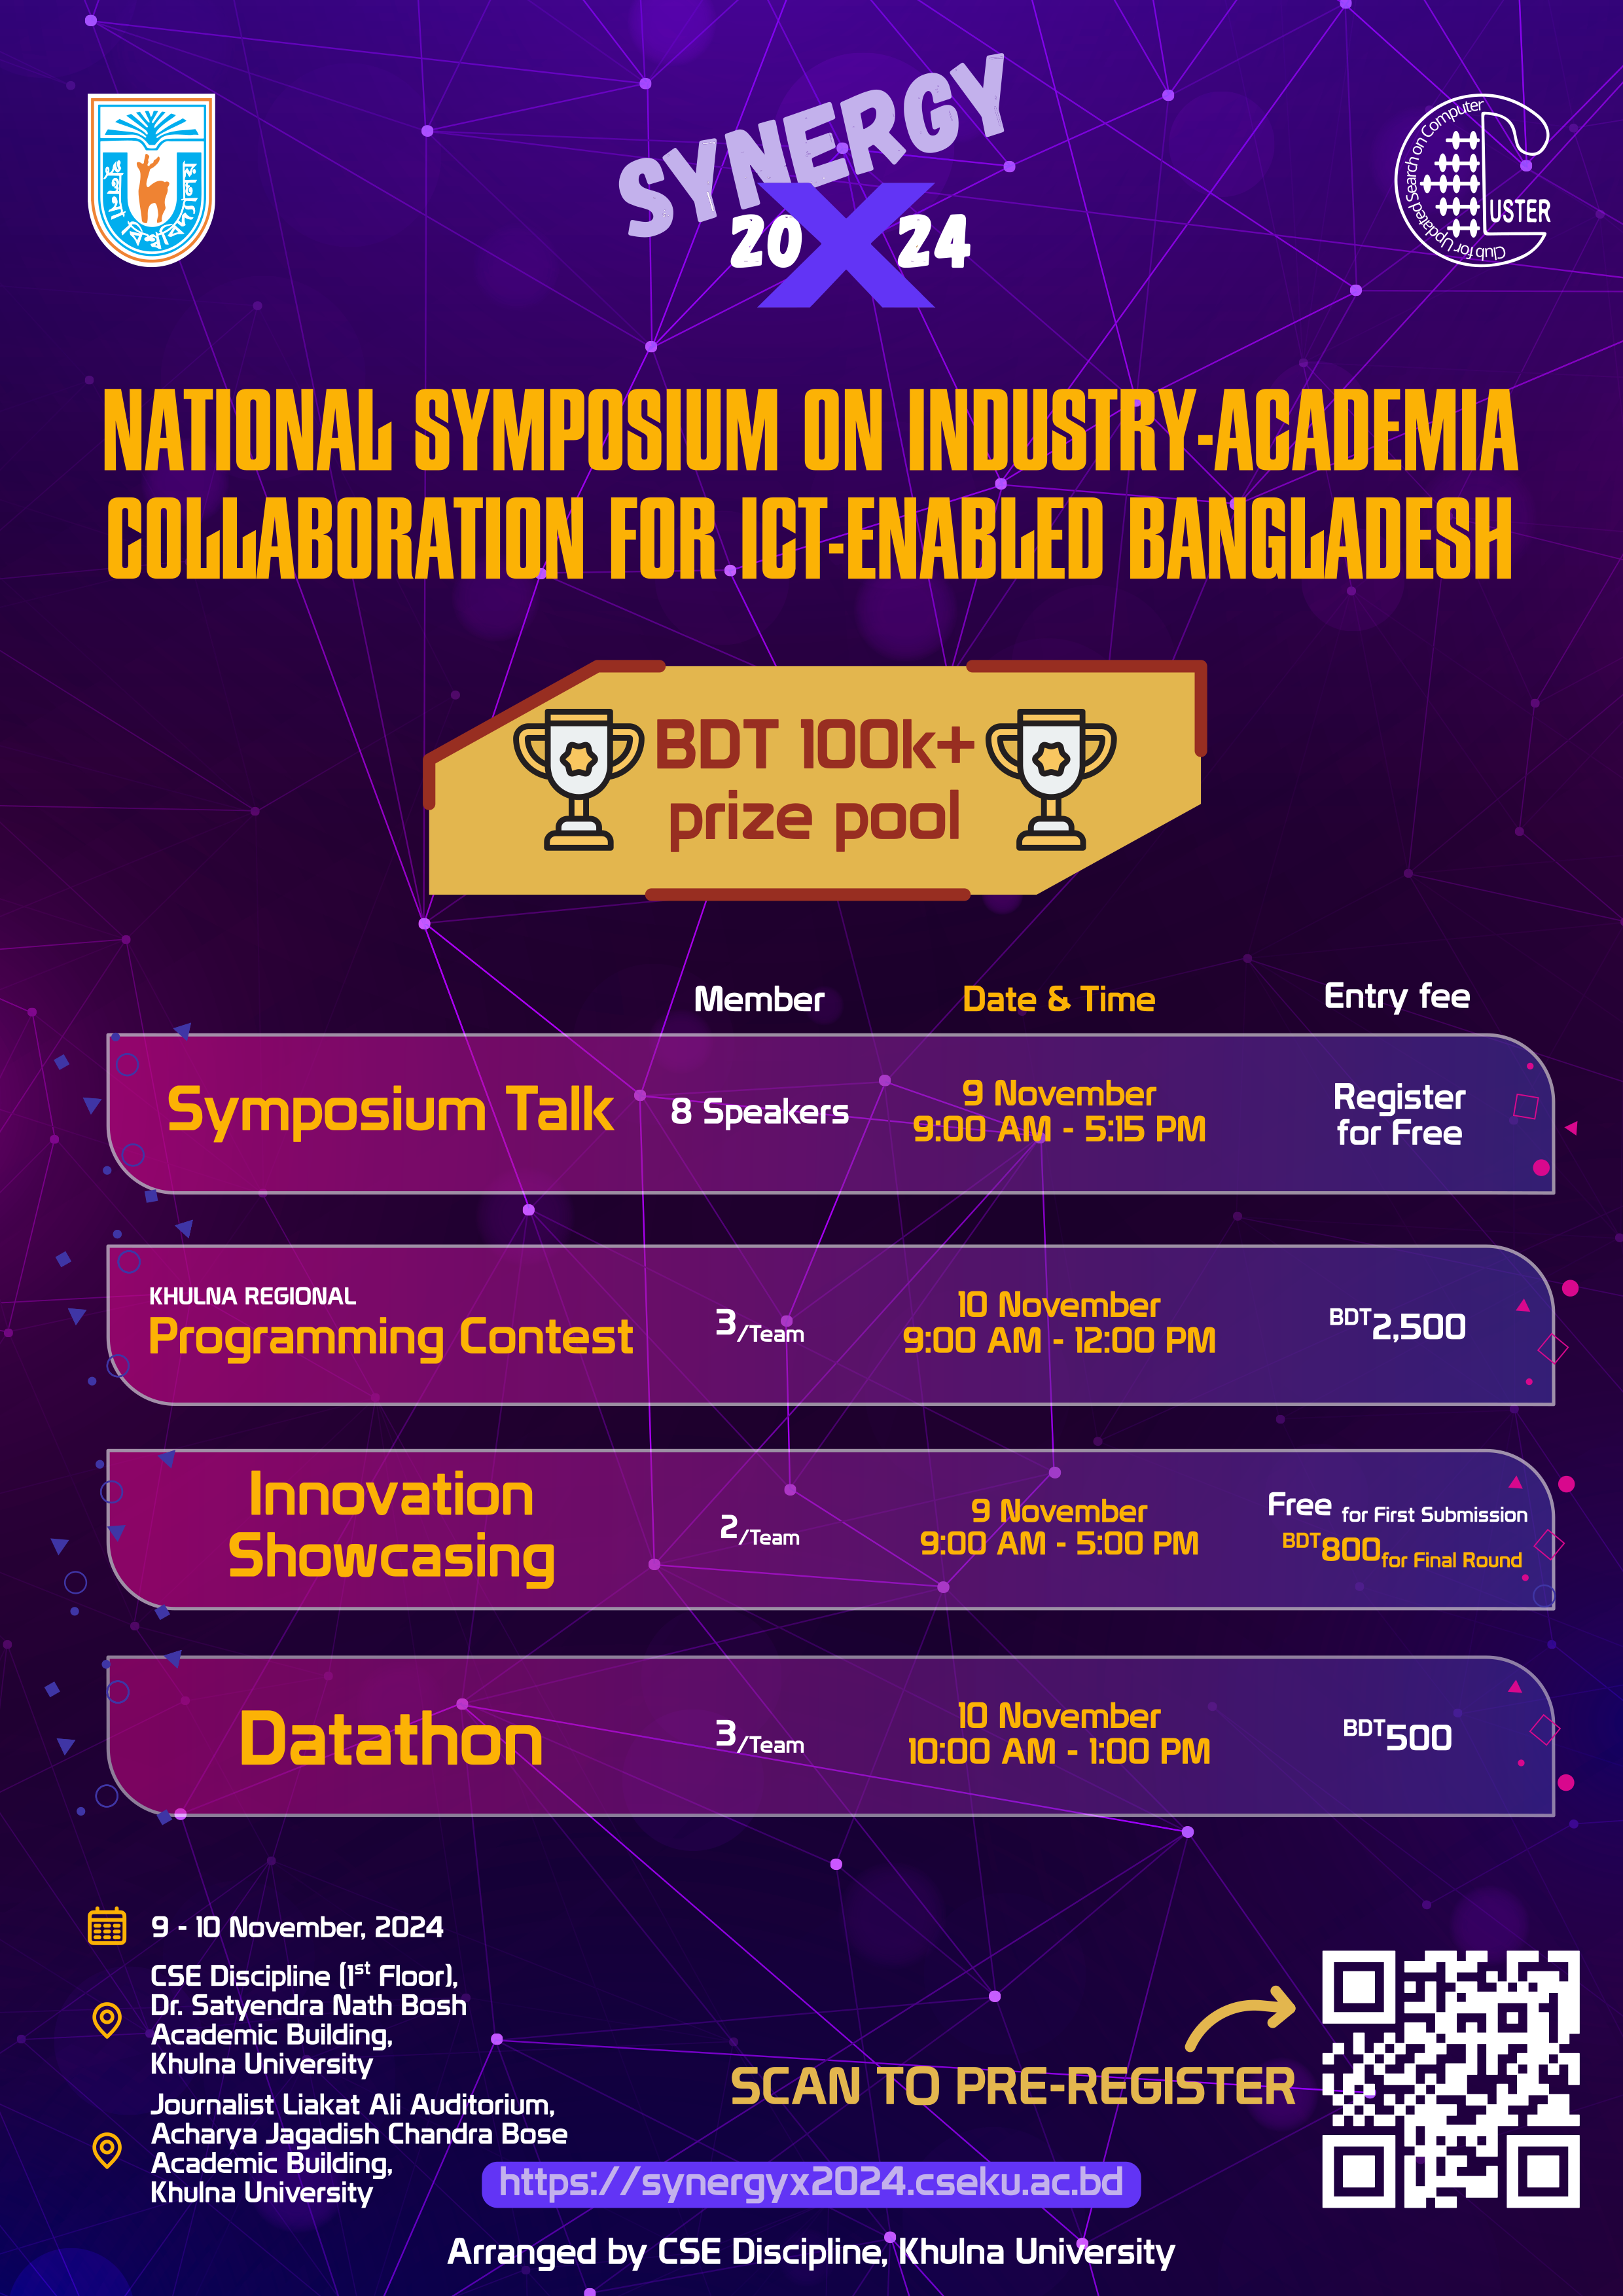 খুলনা বিশ্ববিদ্যালয়
SYNERGY
20 X 24
Club for Updated Search on Computer
CLUSTER
NATIONAL SYMPOSIUM ON INDUSTRY-ACADEMIA
COLLABORATION FOR ICT-ENABLED BANGLADESH
BDT 100k+
prize pool
Member
Date & Time
Entry fee
Symposium Talk
8 Speakers
9 November
9:00 AM - 5:15 PM
Register
for Free
KHULNA REGIONAL
Programming Contest
3/Team
10 November
9:00 AM - 12:00 PM
BDT2,500
Innovation
Showcasing
2/Team
9 November
9:00 AM - 5:00 PM
Free for First Submission
BDT800for Final Round
Datathon
3/Team
10 November
10:00 AM - 1:00 PM
BDT500
9 - 10 November, 2024
CSE Discipline (1st Floor),
Dr. Satyendra Nath Bosh
Academic Building,
Khulna University
Journalist Liakat Ali Auditorium,
Acharya Jagadish Chandra Bose
Academic Building,
Khulna University
SCAN TO PRE-REGISTER
https://synergyx2024.cseku.ac.bd
Arranged by CSE Discipline, Khulna University